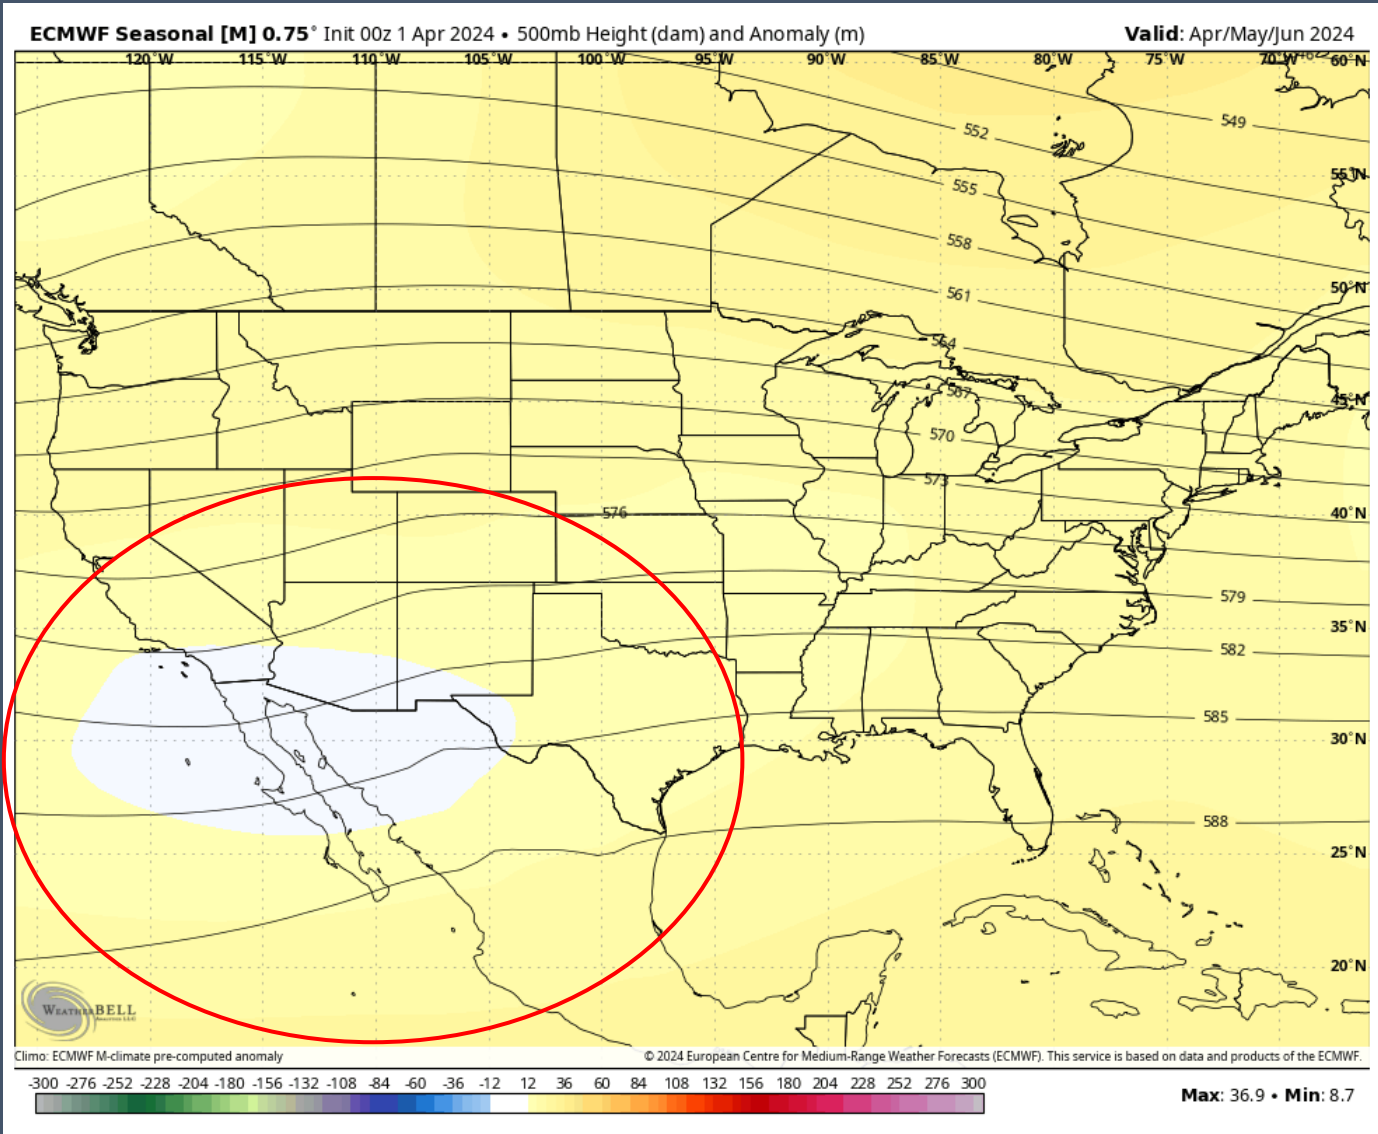 ECMWF Seasonal [M] 0.75° Init 00z 1 Apr 2024 • 500mb Height (dam) and Anomaly (m)
Valid: Apr/May/Jun 2024
120°W 115°W 110°W 105°W 100°W 95°W 90°W 85°W 80°W 75°W 70°W
60°N
549
552
55°N
555
558
50°N
561
564
567
45°N
570
573
576
40°N
579
35°N
582
585
30°N
588
25°N
20°N
WEATHERBELL
Analytics LLC
Climo: ECMWF M-climate pre-computed anomaly
© 2024 European Centre for Medium-Range Weather Forecasts (ECMWF). This service is based on data and products of the ECMWF.
-300 -276 -252 -228 -204 -180 -156 -132 -108 -84 -60 -36 -12 12 36 60 84 108 132 156 180 204 228 252 276 300
Max: 36.9 • Min: 8.7